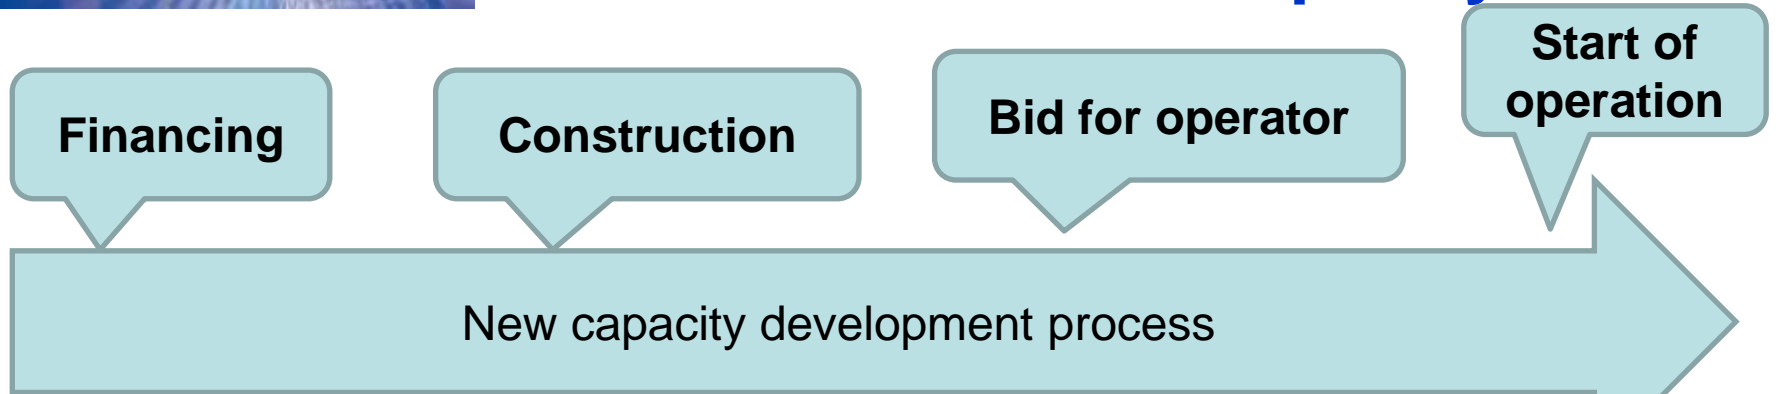 Financing
Construction
Bid for operator
Start of
operation
New capacity development process